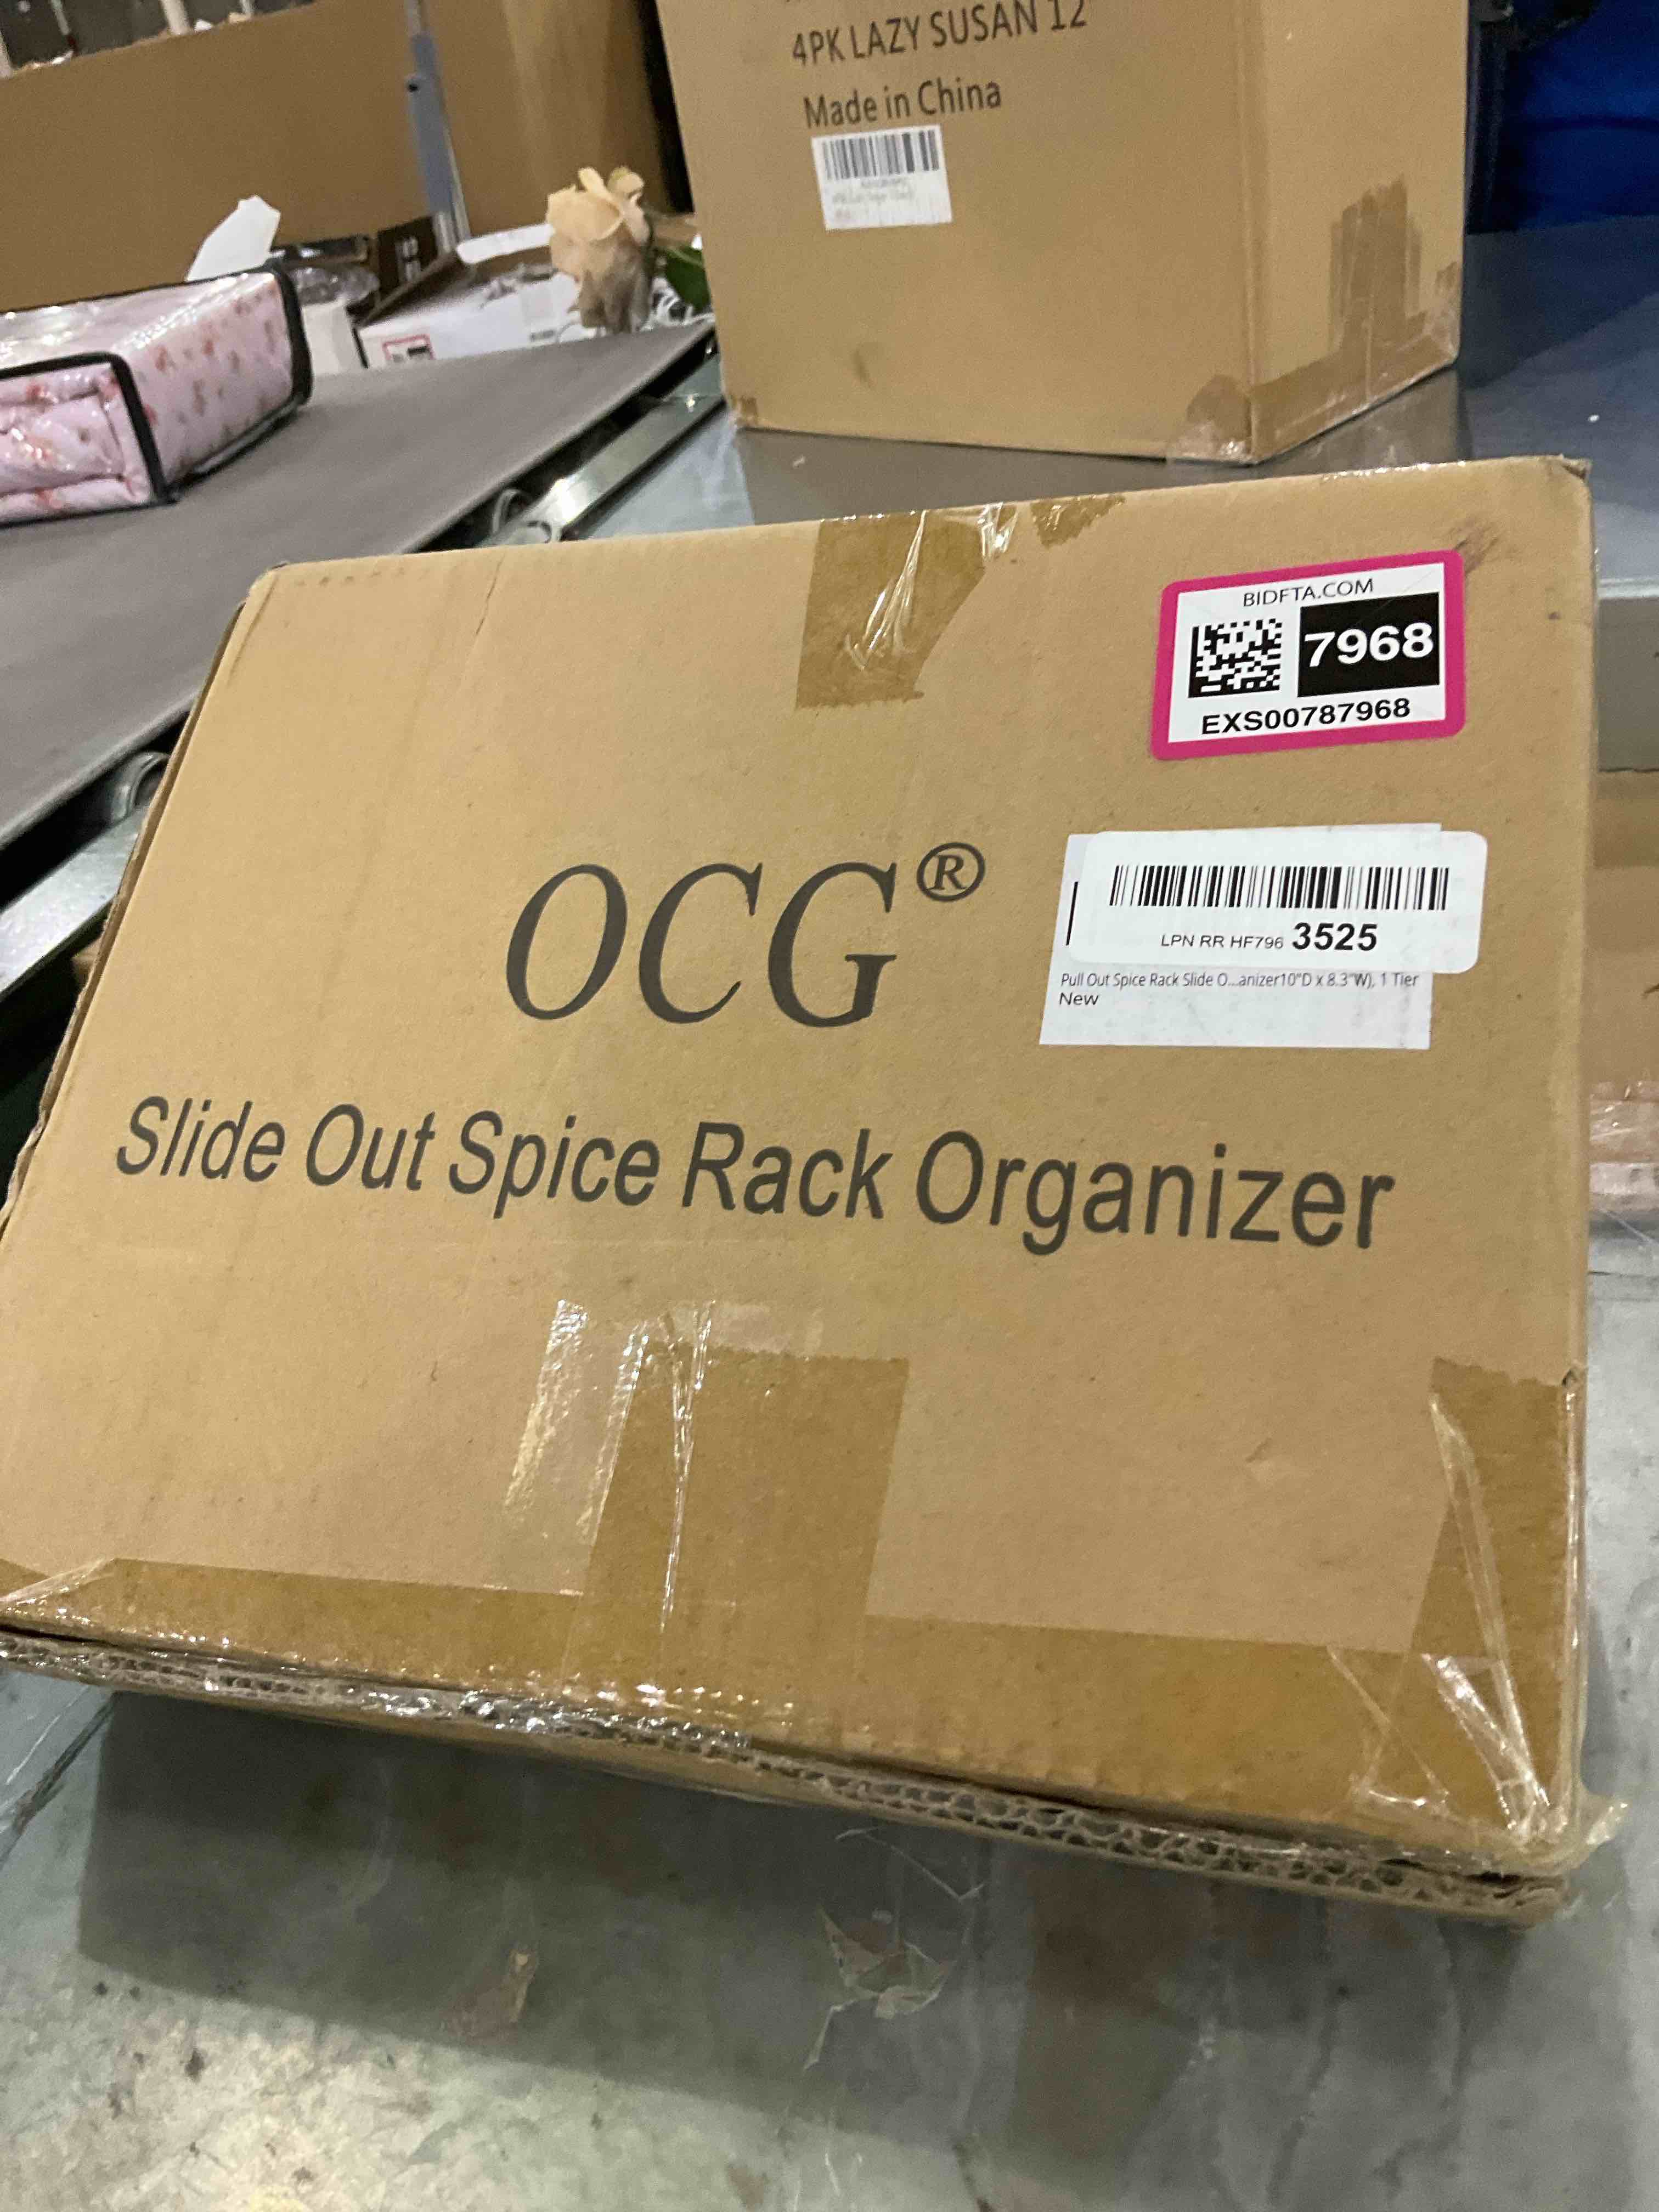 4PK LAZY SUSAN 12
Made in China
BIDFTA.COM
7968
EXS00787968
OCG®
LPN RR HF796 3525
Pull Out Spice Rack Slide O...anizer10"D x 8.3"W), 1 Tier
New
Slide Out Spice Rack Organizer